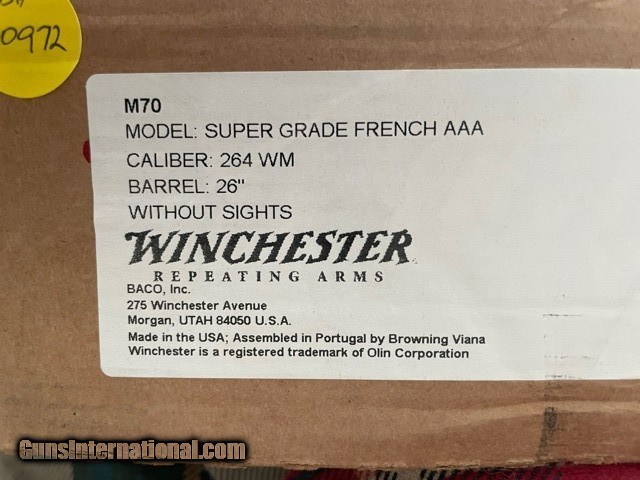 0972
M70
MODEL: SUPER GRADE FRENCH AAA
CALIBER: 264 WM
BARREL: 26"
WITHOUT SIGHTS
WINCHESTER
REPEATING ARMS
BACO, Inc.
275 Winchester Avenue
Morgan, UTAH 84050 U.S.A.
Made in the USA; Assembled in Portugal by Browning Viana
Winchester is a registered trademark of Olin Corporation
GunsInternational.com